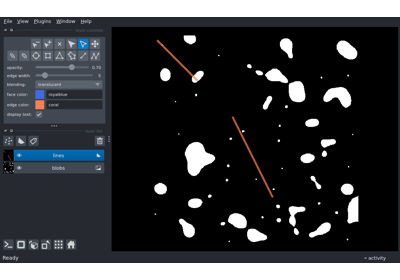 File View Plugins Window Help
opacity: 0.70
edge width: 5
blending: translucent
face color: royalblue
edge color: coral
display text:
lines
blobs
Ready
activity